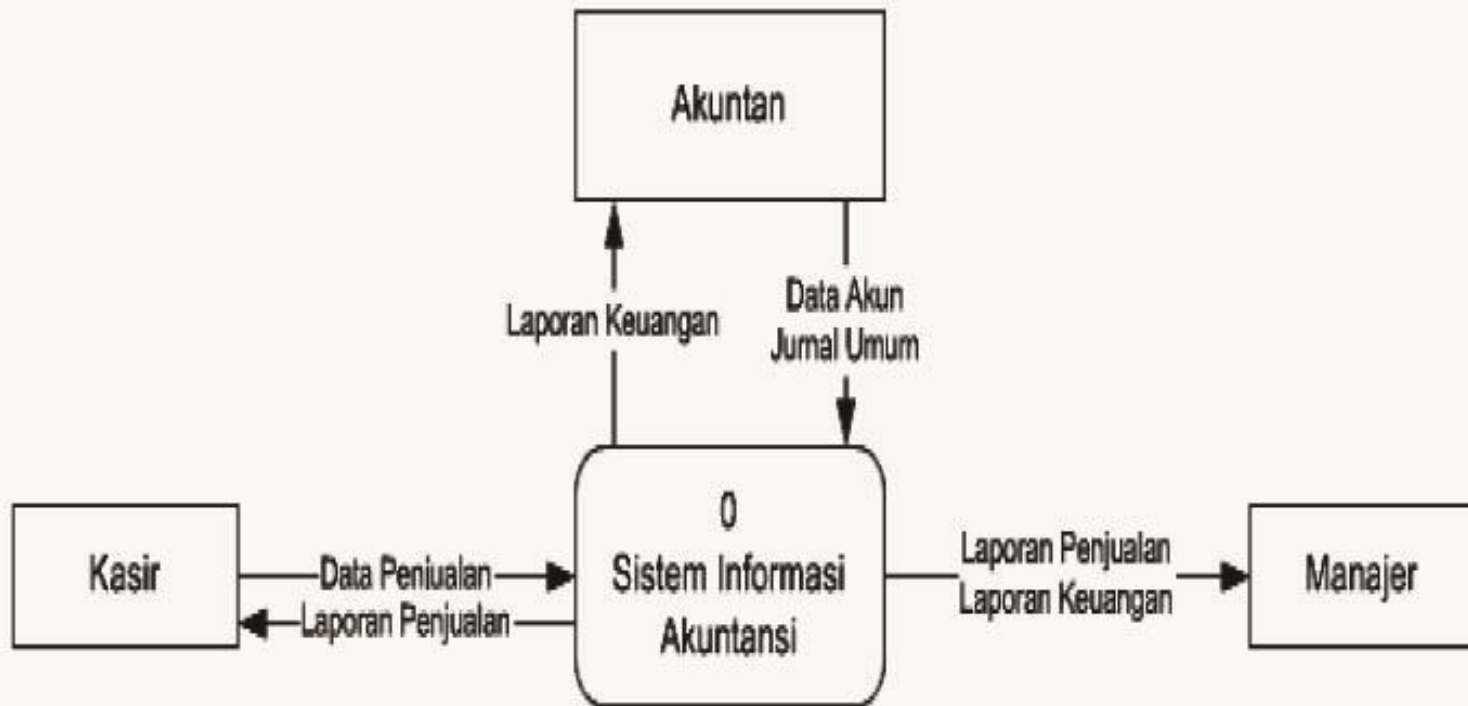 Akuntan
Laporan Keuangan
Data Akun
Jurnal Umum
Kasir
Data Penjualan
Laporan Penjualan
0
Sistem Informasi
Akuntansi
Laporan Penjualan
Laporan Keuangan
Manajer